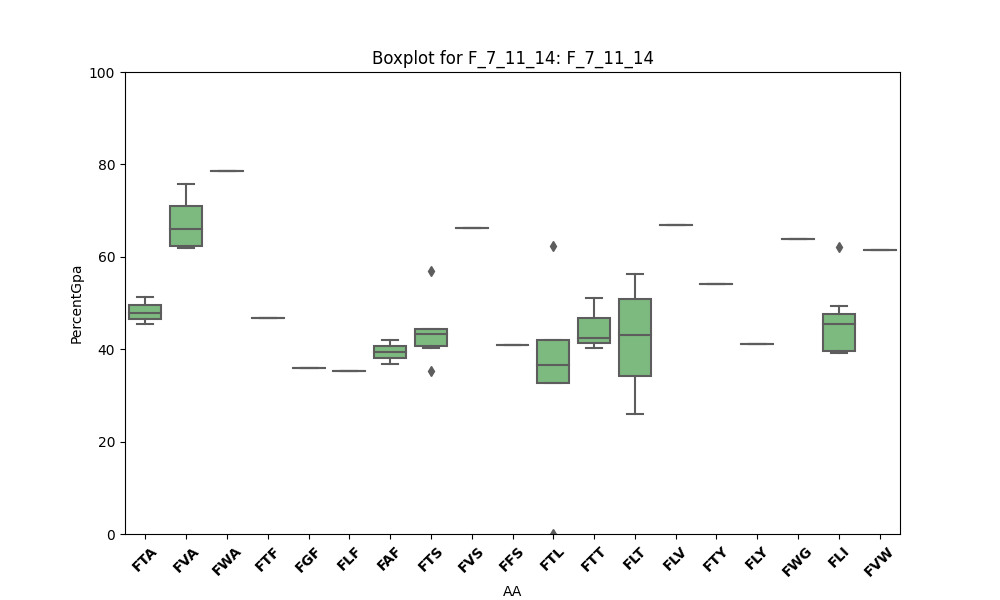 Boxplot for F_7_11_14: F_7_11_14
100
80
60
40
20
0
PercentGpa
FTA
FVA
FWA
FTF
FGF
FLF
FAF
FTS
FVS
FFS
FTL
FTT
FLT
FLV
FTY
FLY
FWG
FLI
FVW
AA